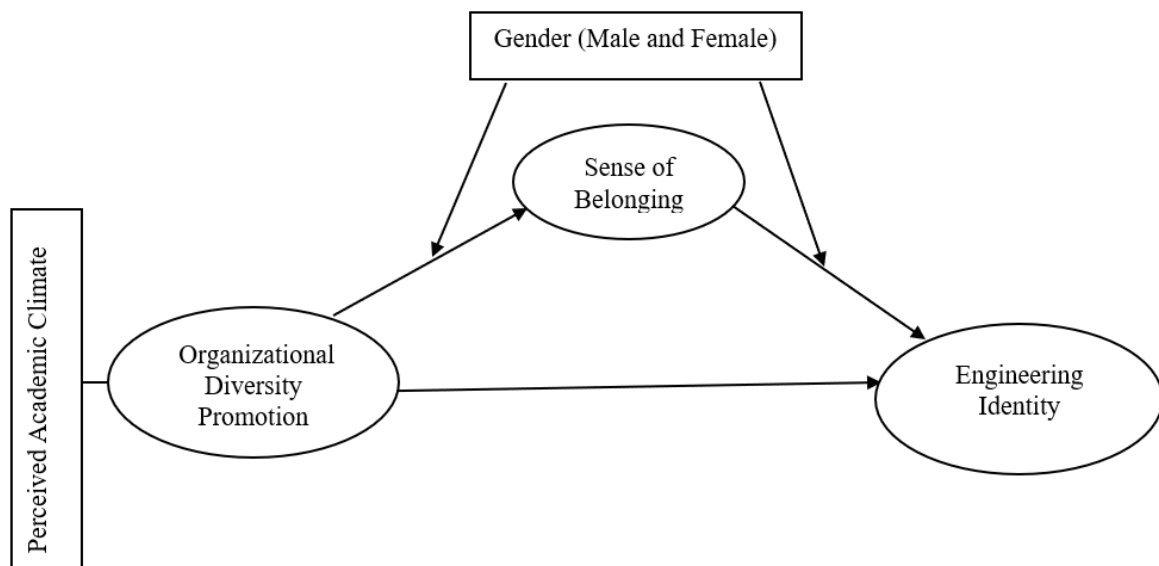 Gender (Male and Female)
Sense of
Belonging
Perceived Academic Climate
Organizational
Diversity
Promotion
Engineering
Identity